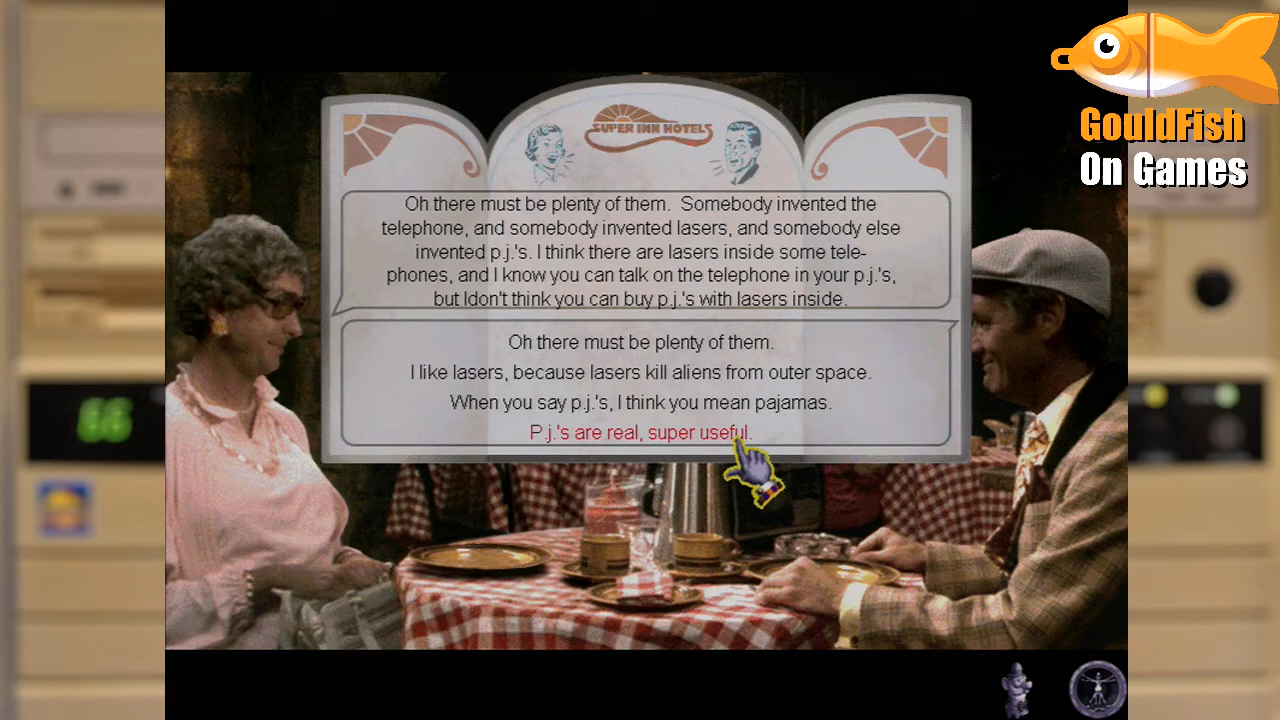 GouldFish
On Games
SUPER INN HOTELS
Oh there must be plenty of them. Somebody invented the
telephone, and somebody invented lasers, and somebody else
invented p.j.'s. I think there are lasers inside some tele-
phones, and I know you can talk on the telephone in your p.j.'s,
but Idon't think you can buy p.j.'s with lasers inside.
Oh there must be plenty of them.
I like lasers, because lasers kill aliens from outer space.
When you say p.j.'s, I think you mean pajamas.
P.j.'s are real, super useful.
66